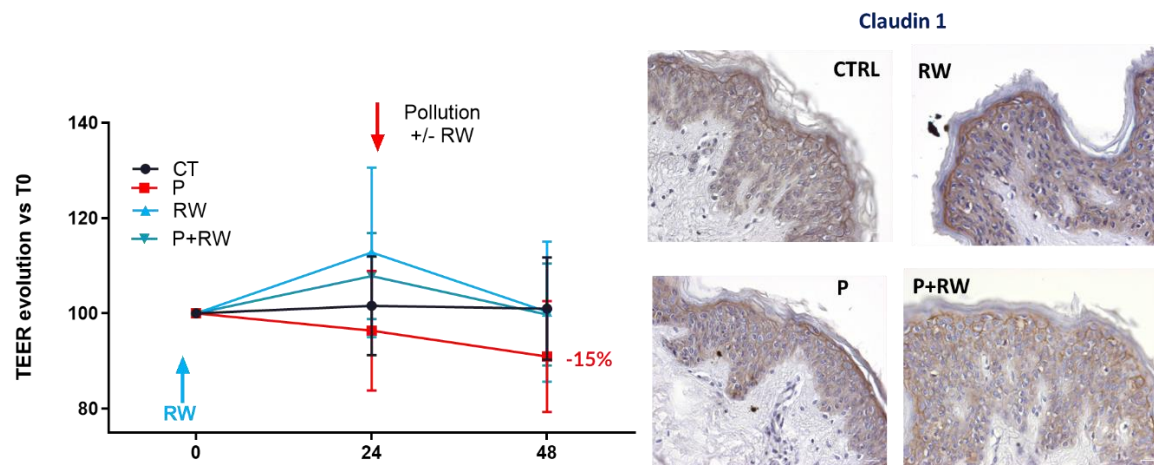 Claudin 1
TEER evolution vs T0
140
120
100
80
0
24
48
CT
P
RW
P+RW
Pollution
+/- RW
-15%
RW
CTRL
RW
P
P+RW